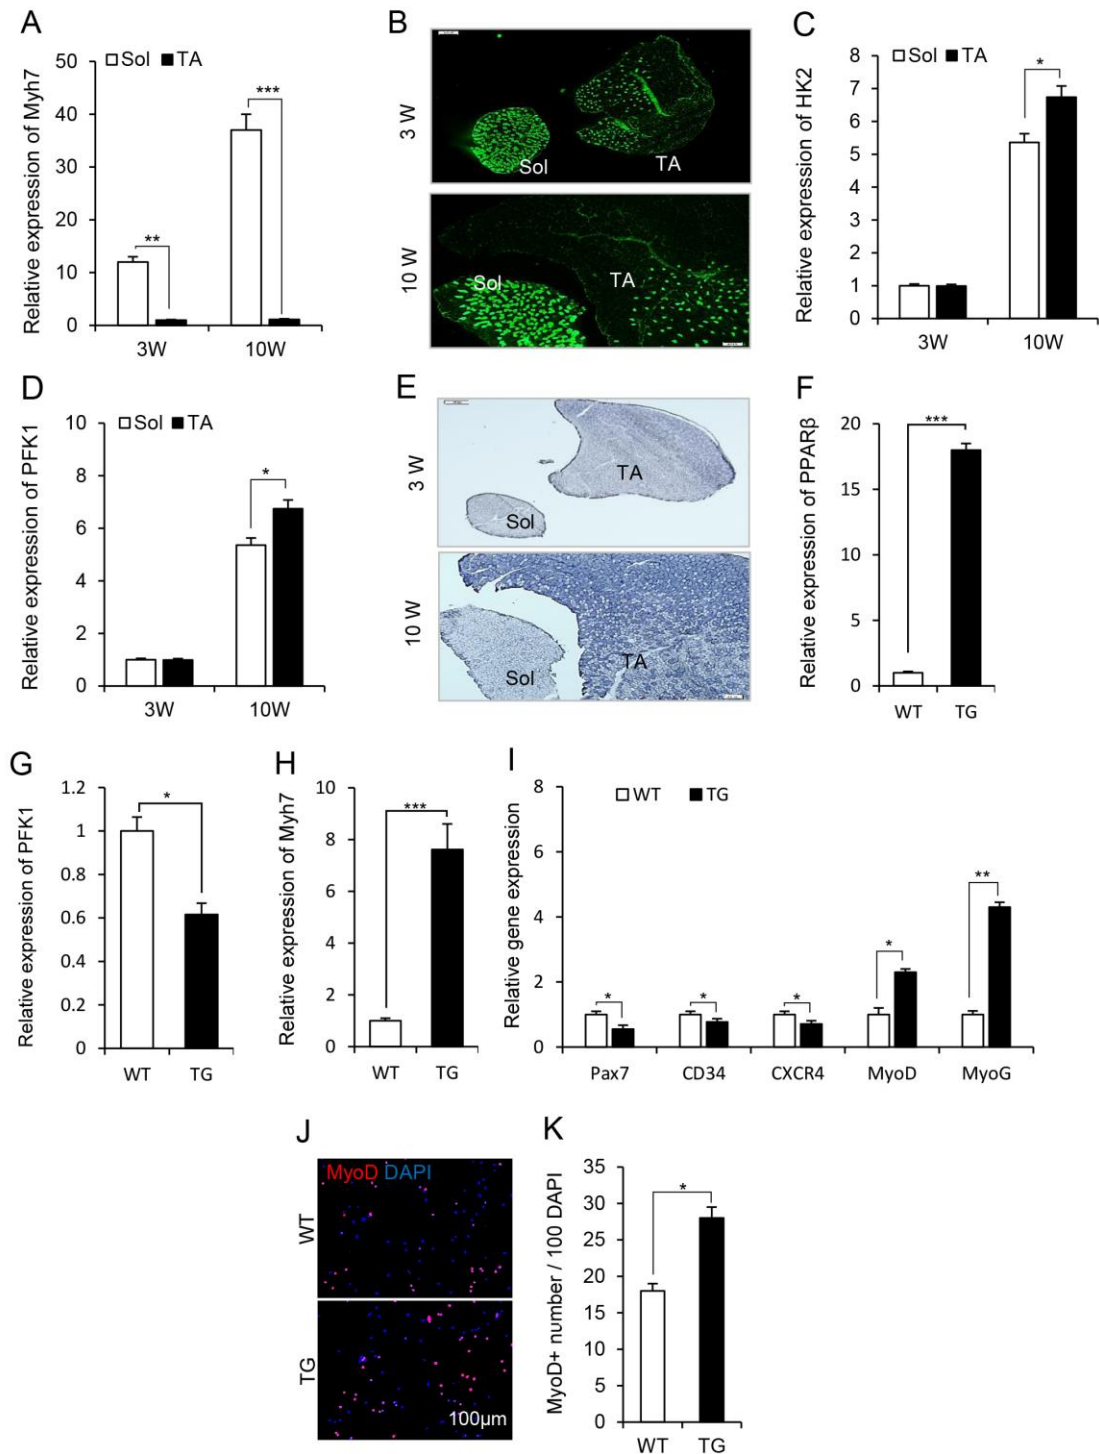 A
Sol TA
Relative expression of Myh7
50
40
30
20
10
0
**
***
3W
10W
B
3 W
Sol
TA
10 W
Sol
TA
C
Sol TA
Relative expression of HK2
8
7
6
5
4
3
2
1
0
*
3W
10W
D
Sol TA
Relative expression of PFK1
10
8
6
4
2
0
*
3W
10W
E
3 W
TA
Sol
10 W
Sol
TA
F
Relative expression of PPARβ
20
15
10
5
0
***
WT
TG
G
Relative expression of PFK1
1.2
1
0.8
0.6
0.4
0.2
0
*
WT
TG
H
Relative expression of Myh7
10
8
6
4
2
0
***
WT
TG
I
WT TG
Relative gene expression
8
6
4
2
0
*
*
*
*
**
Pax7
CD34
CXCR4
MyoD
MyoG
J
MyoD DAPI
WT
TG
100μm
K
MyoD+ number / 100 DAPI
35
30
25
20
15
10
5
0
*
WT
TG